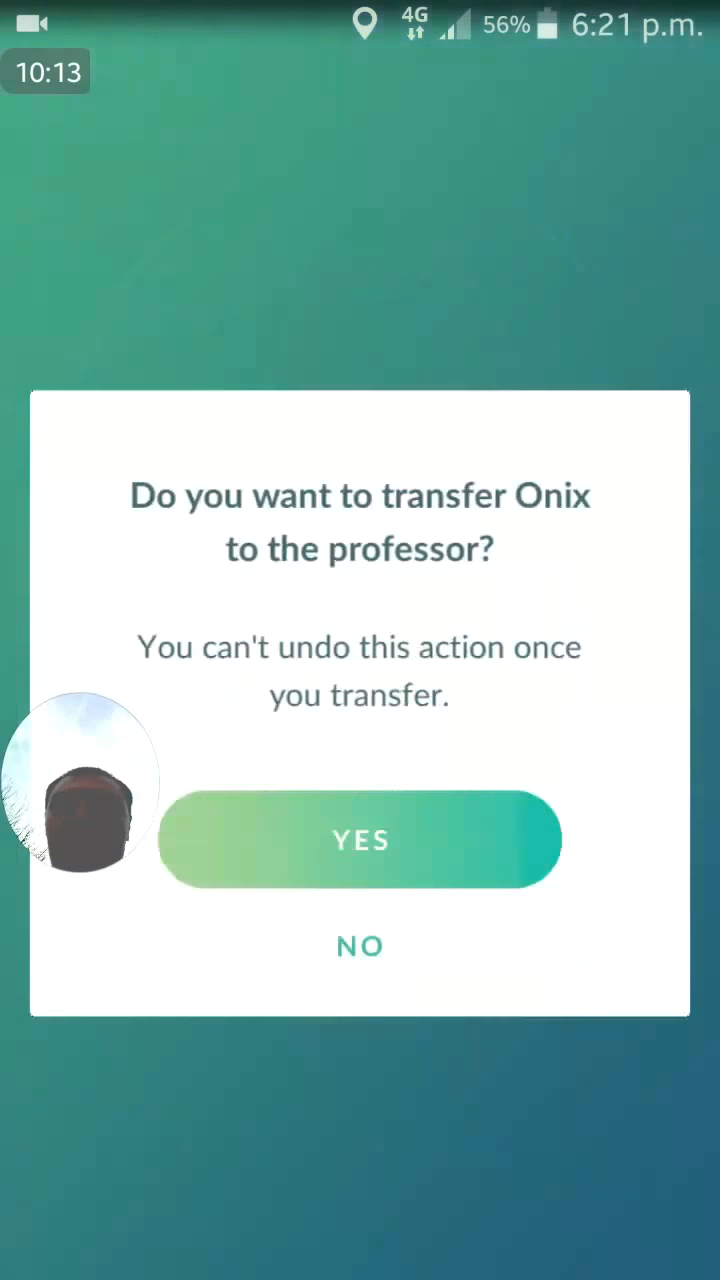 4G 56% 6:21 p.m.
10:13
Do you want to transfer Onix
to the professor?
You can't undo this action once
you transfer.
YES
NO